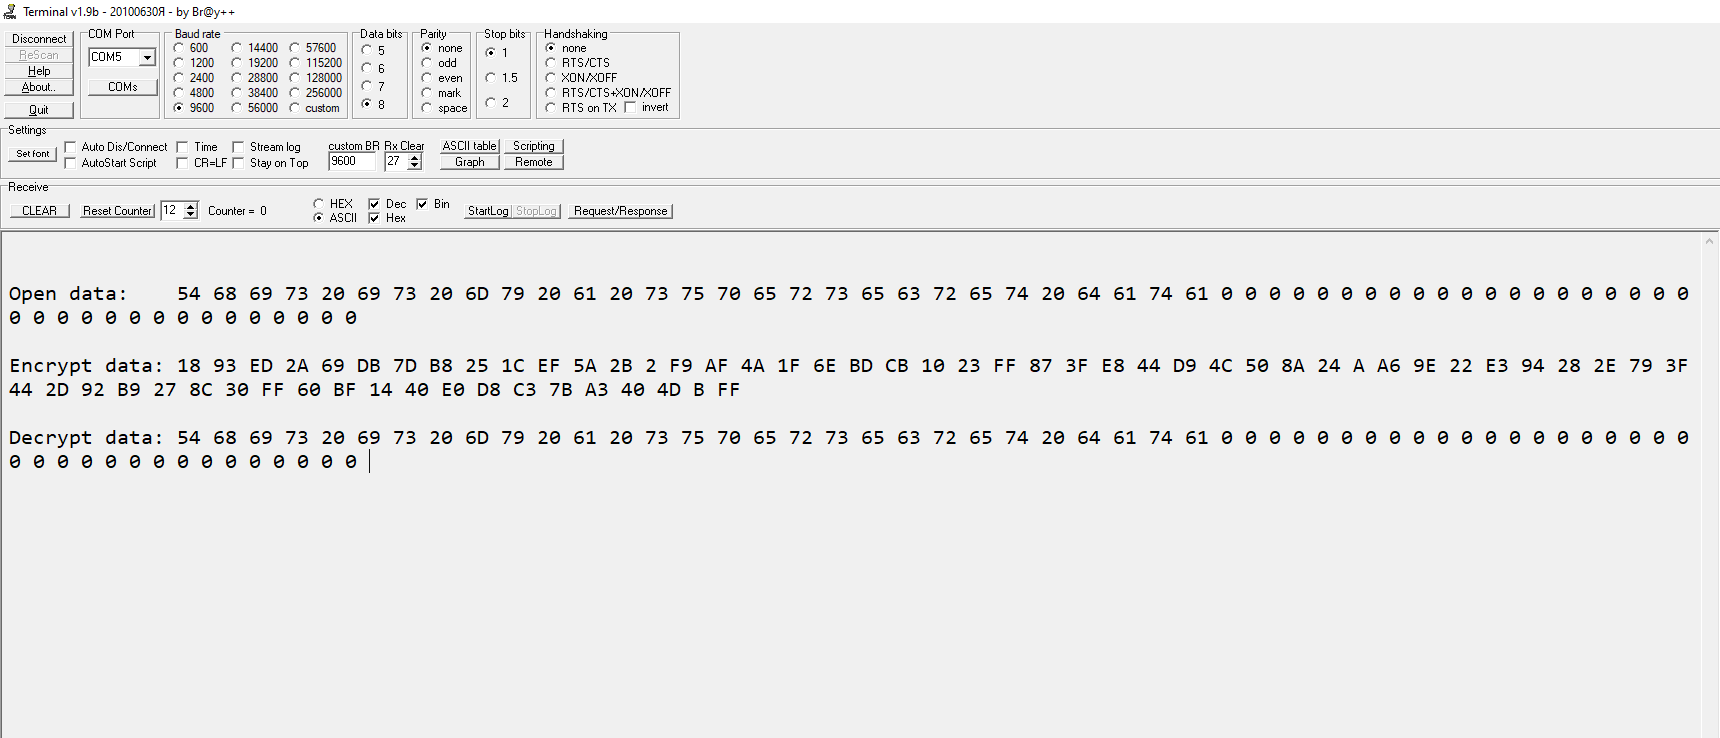 Terminal v1.9b - 20100630Я - by Br@y++
Disconnect
ReScan
Help
About..
Quit
COM Port
COM5
COMs
Baud rate
600 14400 57600
1200 19200 115200
2400 28800 128000
4800 38400 256000
9600 56000 custom
Data bits
5
6
7
8
Parity
none
odd
even
mark
space
Stop bits
1
1.5
2
Handshaking
none
RTS/CTS
XON/XOFF
RTS/CTS+XON/XOFF
RTS on TX invert
Settings
Set font
Auto Dis/Connect Time Stream log
AutoStart Script CR=LF Stay on Top
custom BR Rx Clear
9600 27
ASCII table Scripting
Graph Remote
Receive
CLEAR Reset Counter 12 Counter = 0
HEX Dec Bin
ASCII Hex
StartLog StopLog Request/Response
Open data: 54 68 69 73 20 69 73 20 6D 79 20 61 20 73 75 70 65 72 73 65 63 72 65 74 20 64 61 74 61 0 0 0 0 0 0 0 0 0 0 0 0 0 0 0 0 0 0 0 0
0 0 0 0 0 0 0 0 0 0 0 0 0 0 0
Encrypt data: 18 93 ED 2A 69 DB 7D B8 25 1C EF 5A 2B 2 F9 AF 4A 1F 6E BD CB 10 23 FF 87 3F E8 44 D9 4C 50 8A 24 A A6 9E 22 E3 94 28 2E 79 3F
44 2D 92 B9 27 8C 30 FF 60 BF 14 40 E0 D8 C3 7B A3 40 4D B FF
Decrypt data: 54 68 69 73 20 69 73 20 6D 79 20 61 20 73 75 70 65 72 73 65 63 72 65 74 20 64 61 74 61 0 0 0 0 0 0 0 0 0 0 0 0 0 0 0 0 0 0 0 0
0 0 0 0 0 0 0 0 0 0 0 0 0 0 0